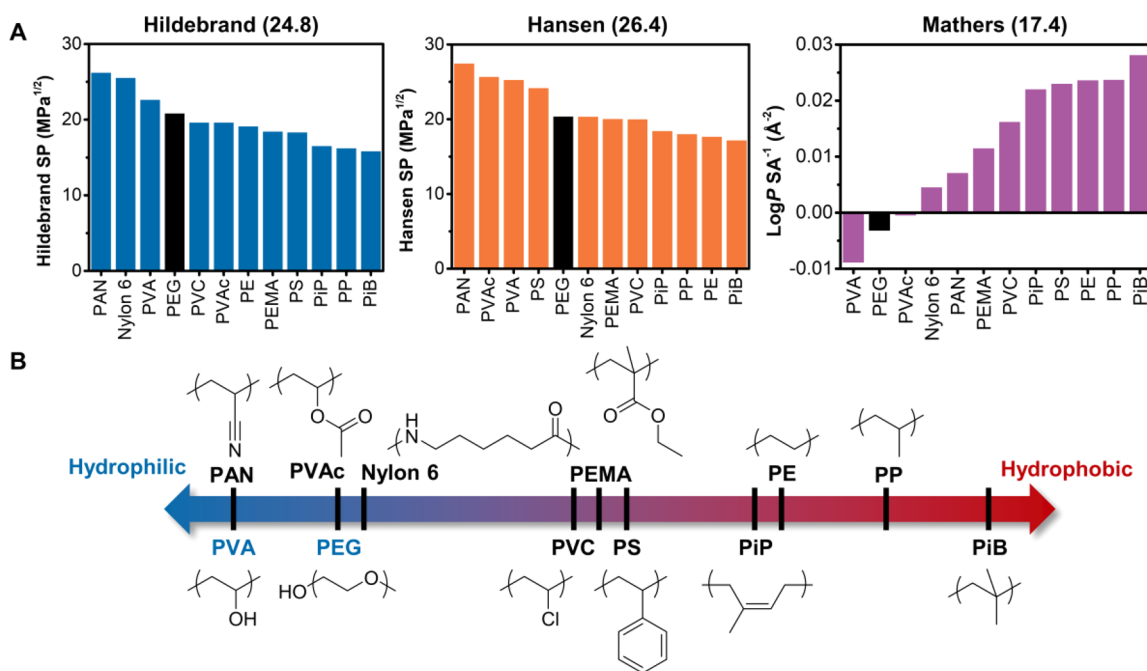 A
Hildebrand (24.8)
Hildebrand SP (MPa1/2)
30
20
10
0
PAN
Nylon 6
PVA
PEG
PVC
PVAc
PE
PEMA
PS
PiP
PP
PiB
Hansen (26.4)
Hansen SP (MPa1/2)
30
20
10
0
PAN
PVAc
PVA
PS
PEG
Nylon 6
PEMA
PVC
PiP
PP
PE
PiB
Mathers (17.4)
LogP SA-1 (Å-2)
0.03
0.02
0.01
0.00
-0.01
PVA
PEG
PVAc
Nylon 6
PAN
PEMA
PVC
PiP
PS
PE
PP
PiB
B
N
O
O
H
N
O
O
O
Hydrophilic
PAN
PVAc
Nylon 6
PEMA
PE
PP
Hydrophobic
PVA
PEG
PVC
PS
PiP
PiB
OH
HO
O
Cl